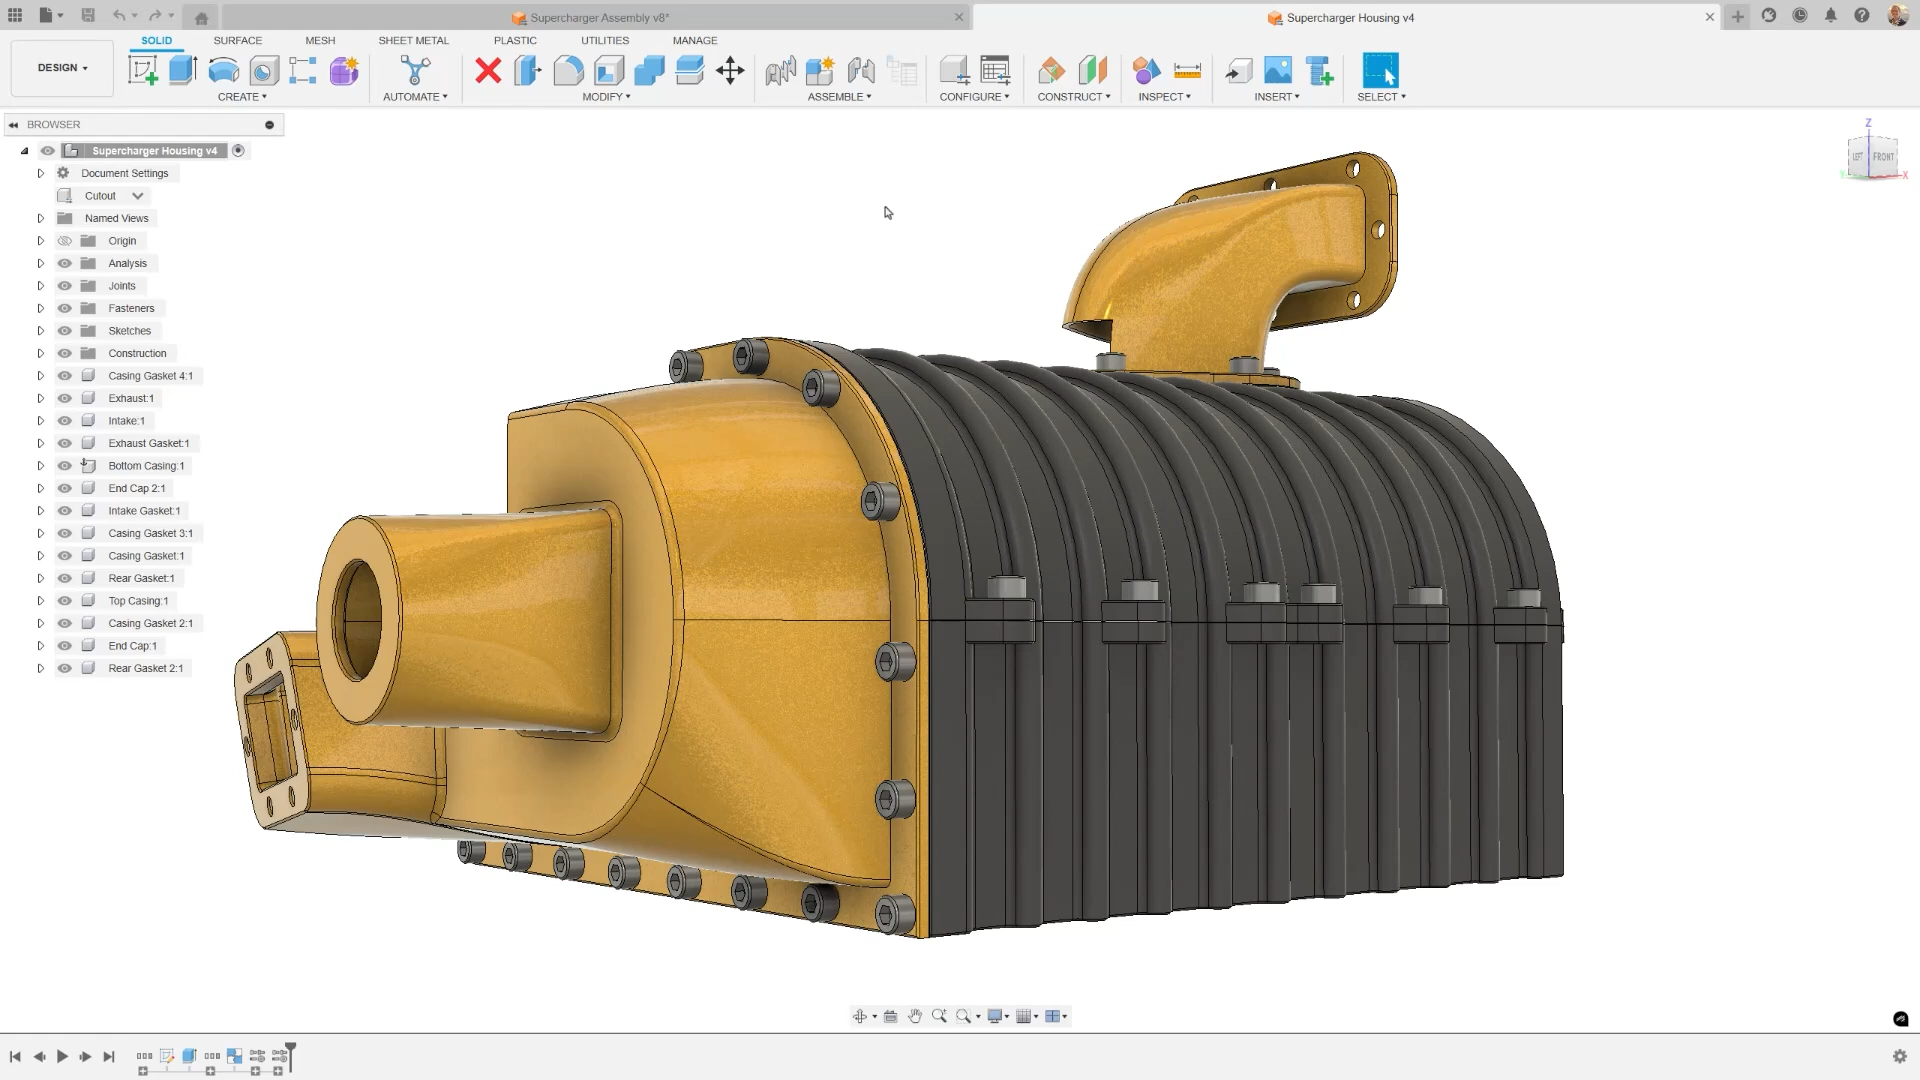 Supercharger Assembly v8*
Supercharger Housing v4
SOLID
SURFACE
MESH
SHEET METAL
PLASTIC
UTILITIES
MANAGE
DESIGN
CREATE
AUTOMATE
MODIFY
ASSEMBLE
CONFIGURE
CONSTRUCT
INSPECT
INSERT
SELECT
BROWSER
Supercharger Housing v4
Document Settings
Cutout
Named Views
Origin
Analysis
Joints
Fasteners
Sketches
Construction
Casing Gasket 4:1
Exhaust:1
Intake:1
Exhaust Gasket:1
Bottom Casing:1
End Cap 2:1
Intake Gasket:1
Casing Gasket 3:1
Casing Gasket:1
Rear Gasket:1
Top Casing:1
Casing Gasket 2:1
End Cap:1
Rear Gasket 2:1
Z
LEFT
FRONT
Y
X